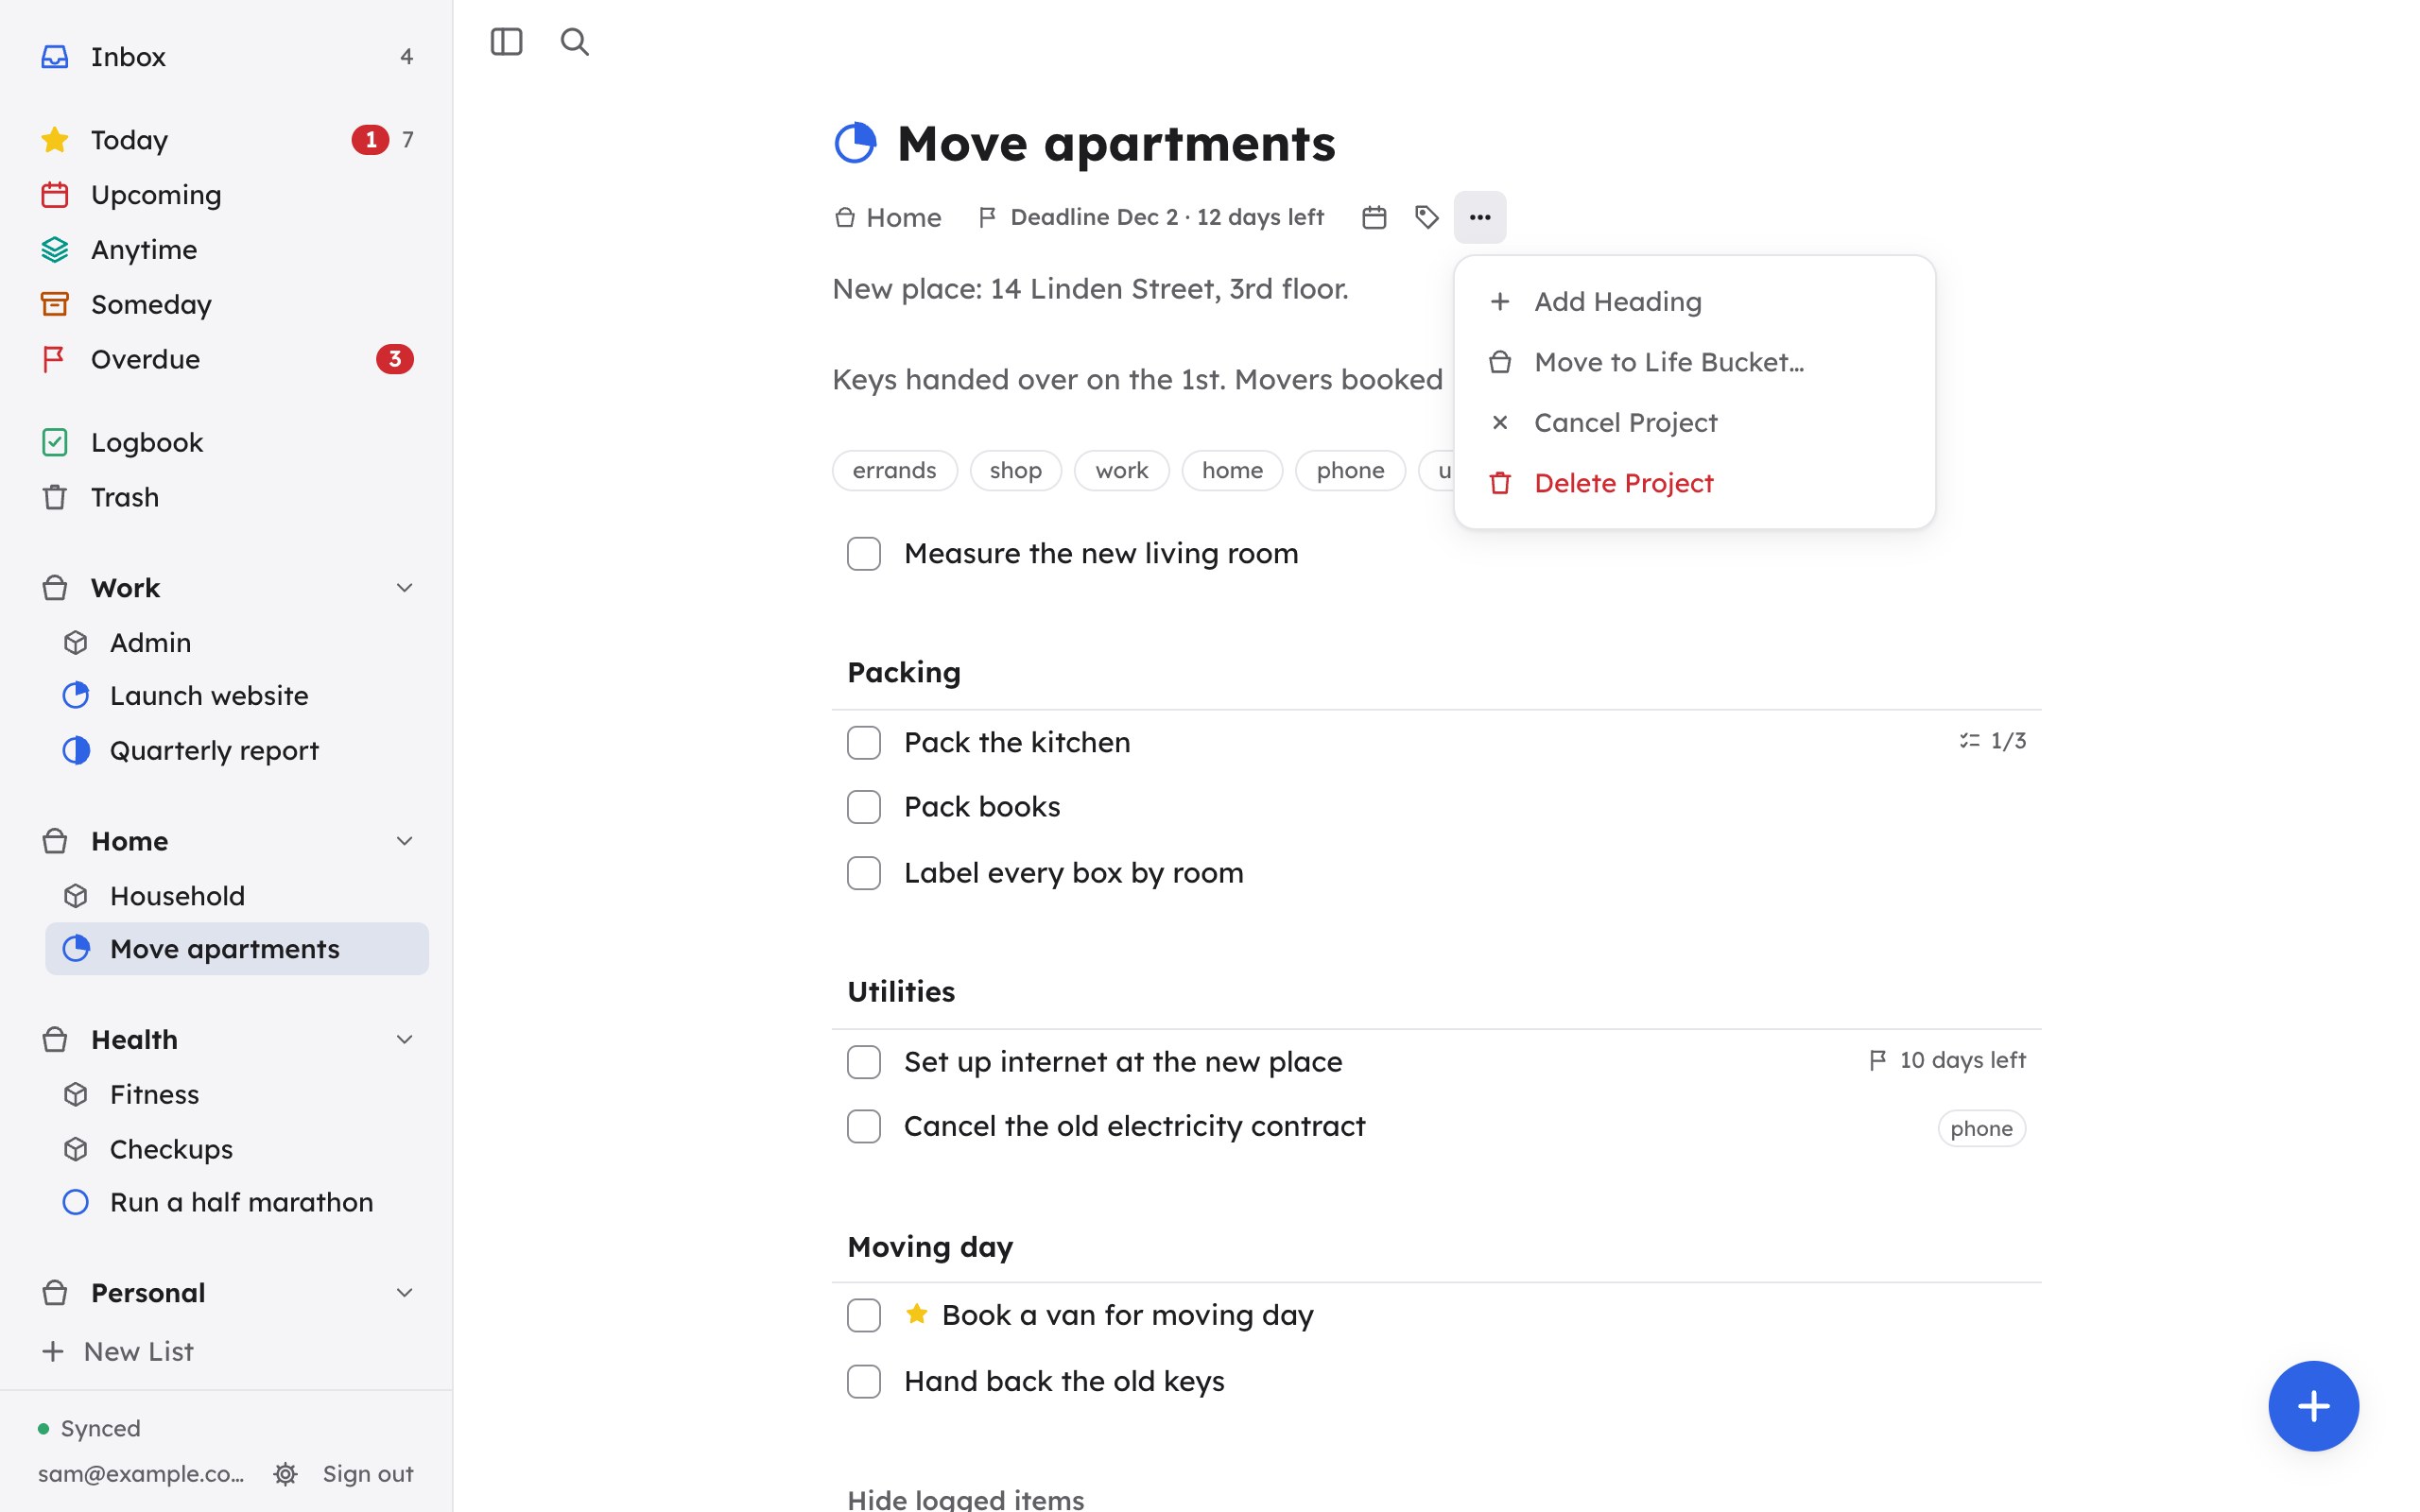 Inbox 4
Today 1 7
Upcoming
Anytime
Someday
Overdue 3
Logbook
Trash
Work
Admin
Launch website
Quarterly report
Home
Household
Move apartments
Health
Fitness
Checkups
Run a half marathon
Personal
New List
Synced
sam@example.co…
Sign out
Move apartments
Home Deadline Dec 2 · 12 days left
New place: 14 Linden Street, 3rd floor.
Keys handed over on the 1st. Movers booked
errands shop work home phone
Add Heading
Move to Life Bucket…
Cancel Project
Delete Project
Measure the new living room
Packing
Pack the kitchen 1/3
Pack books
Label every box by room
Utilities
Set up internet at the new place 10 days left
Cancel the old electricity contract phone
Moving day
Book a van for moving day
Hand back the old keys
Hide logged items